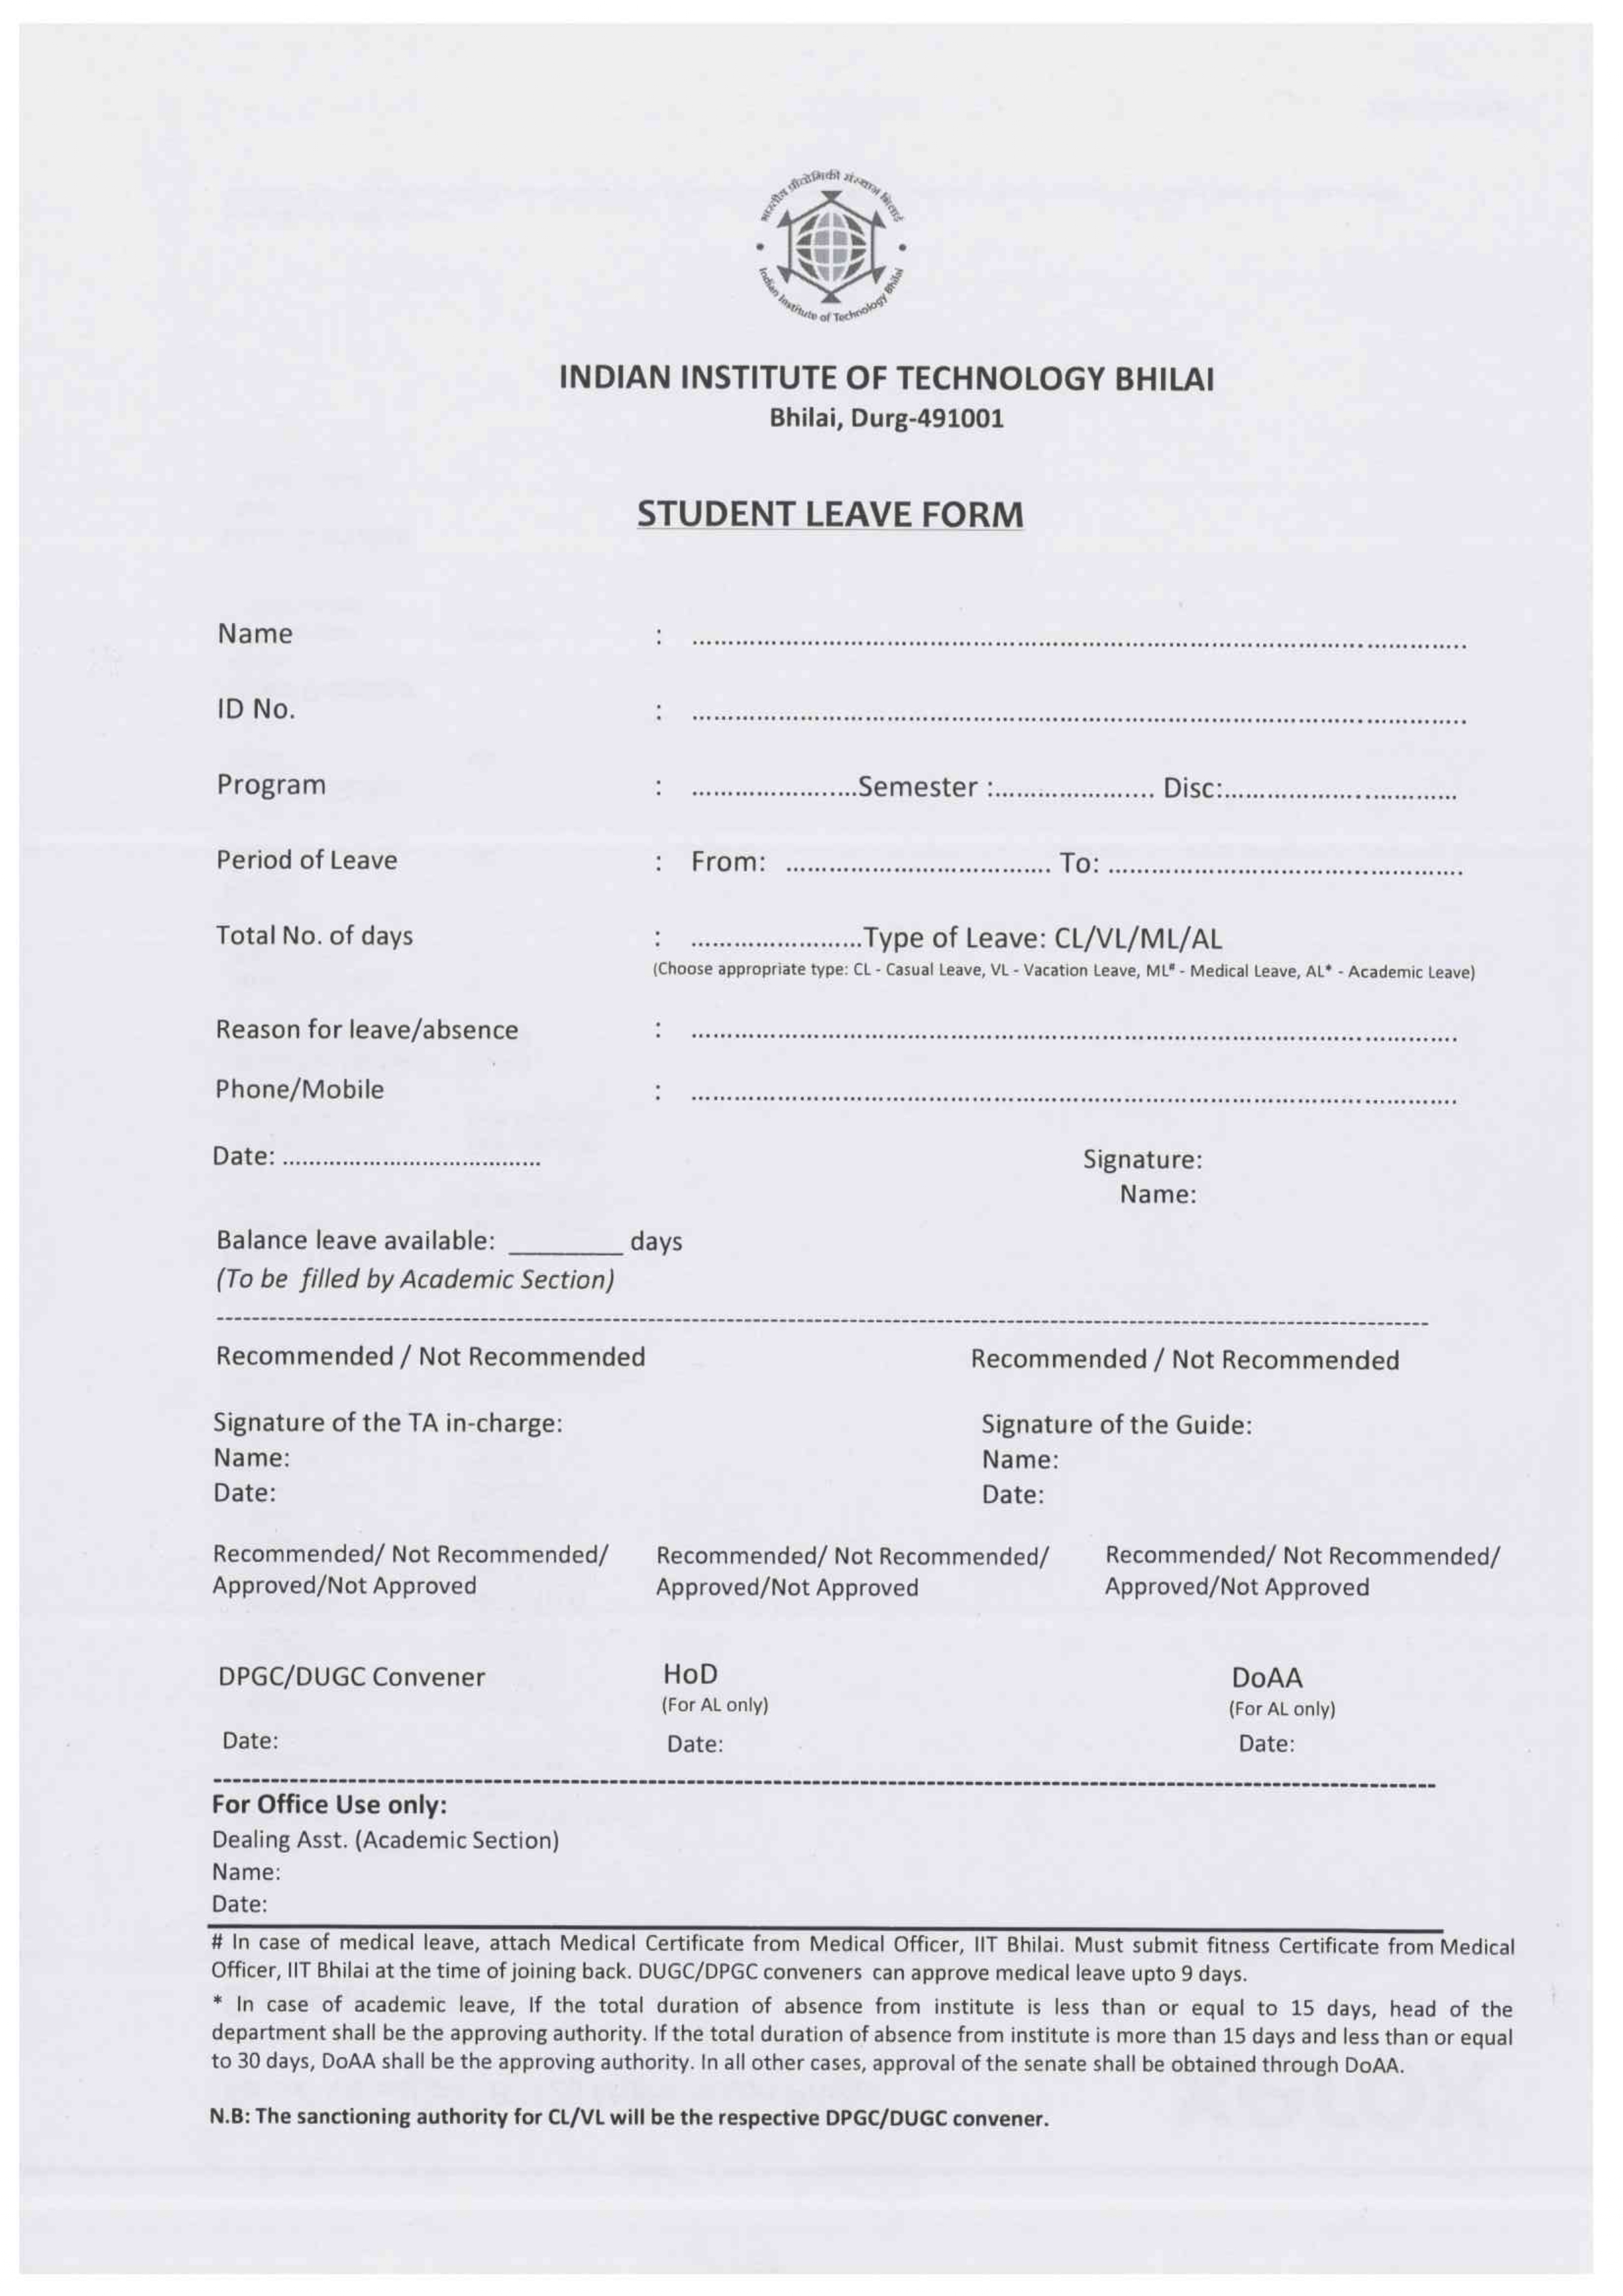 भारतीय प्रौद्योगिकी संस्थान भिलाई
Indian Institute of Technology Bhilai
INDIAN INSTITUTE OF TECHNOLOGY BHILAI
Bhilai, Durg-491001
STUDENT LEAVE FORM
Name : ............................................................
ID No. : ............................................................
Program : .......................Semester :...................... Disc:................................
Period of Leave : From: ..................................... To: .................................................
Total No. of days : ........................Type of Leave: CL/VL/ML/AL
(Choose appropriate type: CL - Casual Leave, VL - Vacation Leave, ML# - Medical Leave, AL* - Academic Leave)
Reason for leave/absence : ............................................................
Phone/Mobile : ............................................................
Date: ....................................... Signature:
Name:
Balance leave available: _________ days
(To be filled by Academic Section)
Recommended / Not Recommended Recommended / Not Recommended
Signature of the TA in-charge: Signature of the Guide:
Name: Name:
Date: Date:
Recommended/ Not Recommended/ Recommended/ Not Recommended/ Recommended/ Not Recommended/
Approved/Not Approved Approved/Not Approved Approved/Not Approved
DPGC/DUGC Convener HoD DoAA
(For AL only) (For AL only)
Date: Date: Date:
For Office Use only:
Dealing Asst. (Academic Section)
Name:
Date:
# In case of medical leave, attach Medical Certificate from Medical Officer, IIT Bhilai. Must submit fitness Certificate from Medical
Officer, IIT Bhilai at the time of joining back. DUGC/DPGC conveners can approve medical leave upto 9 days.
* In case of academic leave, If the total duration of absence from institute is less than or equal to 15 days, head of the
department shall be the approving authority. If the total duration of absence from institute is more than 15 days and less than or equal
to 30 days, DoAA shall be the approving authority. In all other cases, approval of the senate shall be obtained through DoAA.
N.B: The sanctioning authority for CL/VL will be the respective DPGC/DUGC convener.